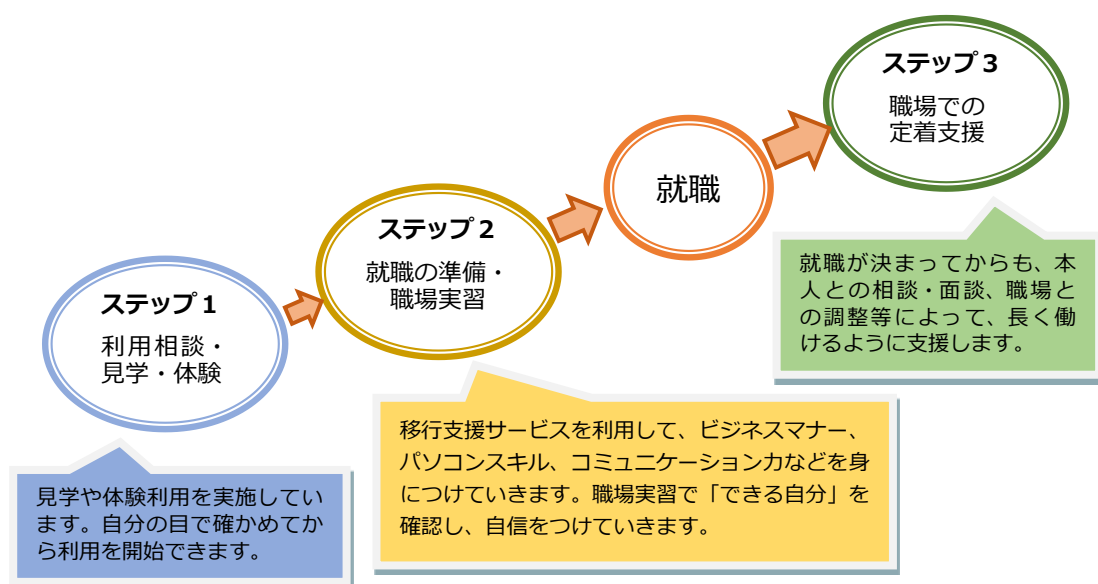 ステップ１
利用相談・
見学・体験
見学や体験利用を実施してい
ます。自分の目で確かめてか
ら利用を開始できます。
ステップ２
就職の準備・
職場実習
移行支援サービスを利用して、ビジネスマナー、
パソコンスキル、コミュニケーション力などを身
につけていきます。職場実習で「できる自分」を
確認し、自信をつけていきます。
就職
ステップ３
職場での
定着支援
就職が決まってからも、本
人との相談・面談、職場と
の調整等によって、長く働
けるように支援します。